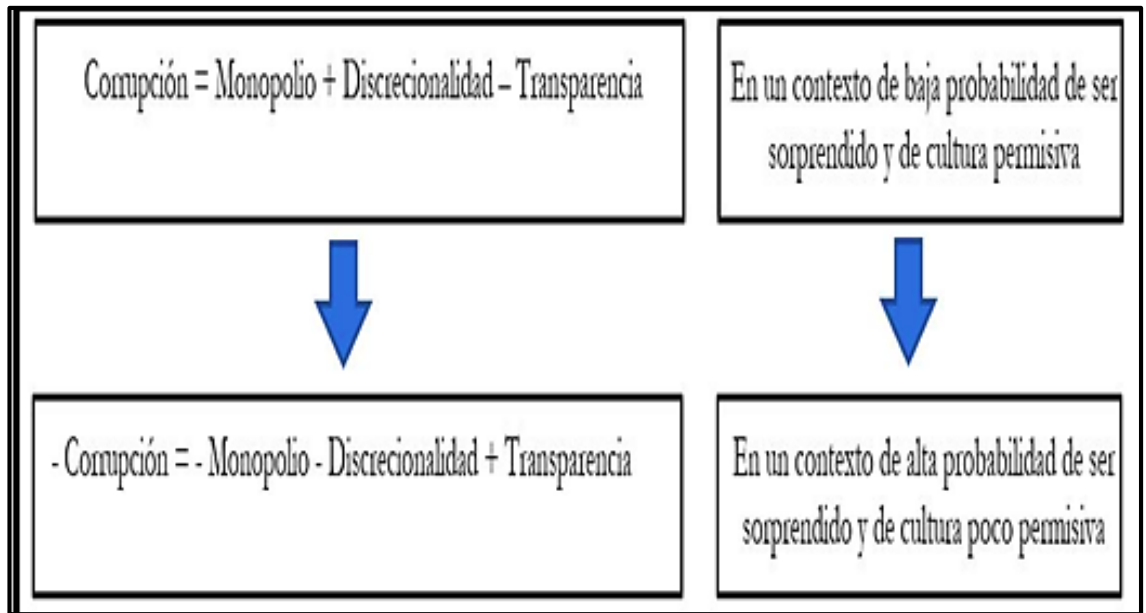 Corrupción = Monopolio + Discrecionalidad – Transparencia
En un contexto de baja probabilidad de ser
sorprendido y de cultura permisiva
- Corrupción = - Monopolio - Discrecionalidad + Transparencia
En un contexto de alta probabilidad de ser
sorprendido y de cultura poco permisiva